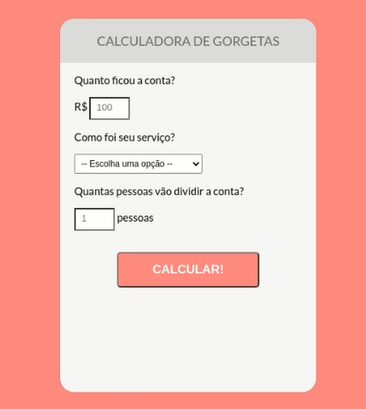 CALCULADORA DE GORGETAS
Quanto ficou a conta?
R$ 100
Como foi seu serviço?
-- Escolha uma opção --
Quantas pessoas vão dividir a conta?
1 pessoas
CALCULAR!